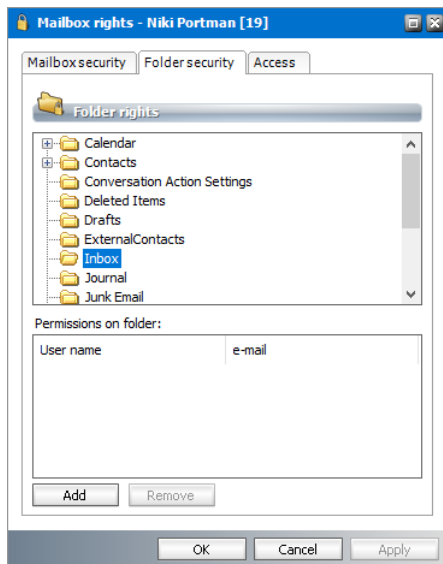 Mailbox rights - Niki Portman [19]
Mailbox security Folder security Access
Folder rights
Calendar
Contacts
Conversation Action Settings
Deleted Items
Drafts
ExternalContacts
Inbox
Journal
Junk Email
Permissions on folder:
User name e-mail
Add Remove
OK Cancel Apply